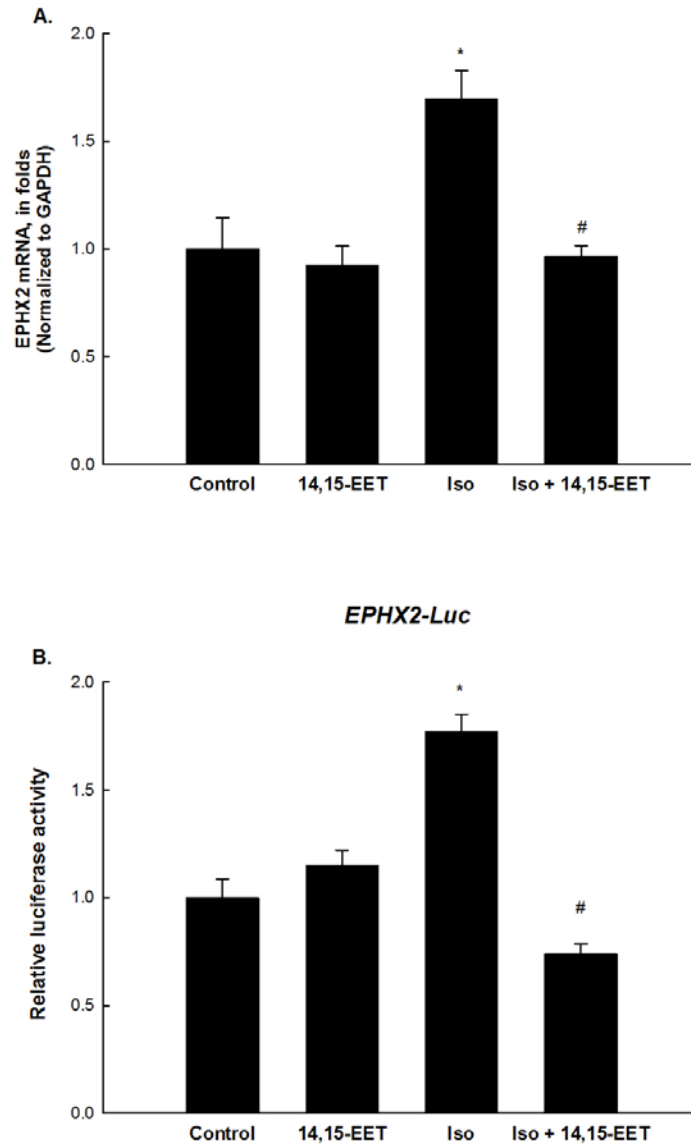 A.
2.0
*
1.5
EPHX2 mRNA, in folds
(Normalized to GAPDH)
1.0
#
0.5
0.0
Control 14,15-EET Iso Iso + 14,15-EET
EPHX2-Luc
B.
2.0
*
1.5
Relative luciferase activity
1.0
#
0.5
0.0
Control 14,15-EET Iso Iso + 14,15-EET